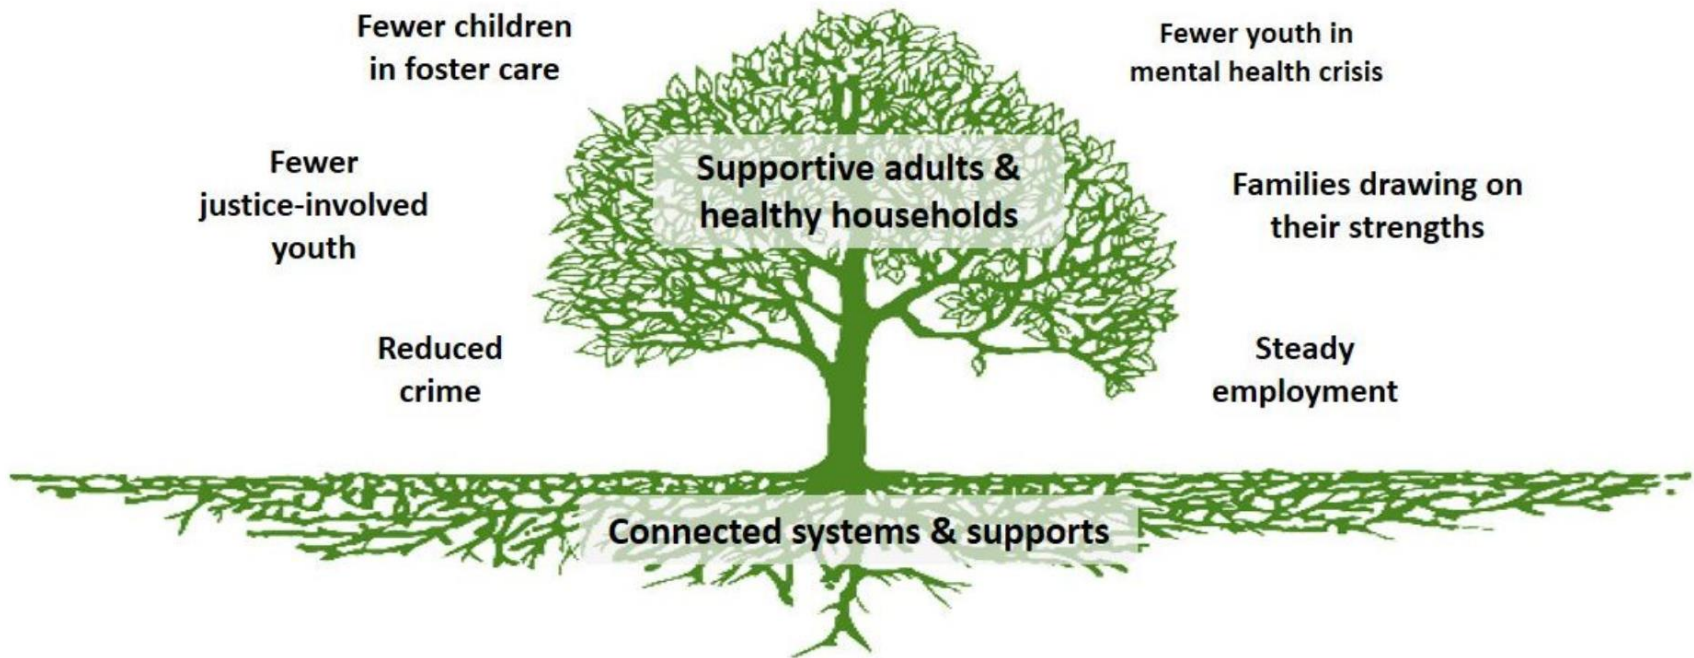 Fewer children
in foster care
Fewer youth in
mental health crisis
Supportive adults &
healthy households
Fewer
justice-involved
youth
Families drawing on
their strengths
Reduced
crime
Steady
employment
Connected systems & supports